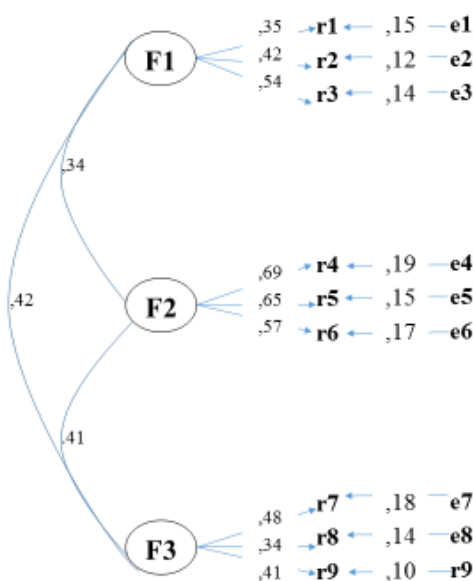 ,35 r1 ,15 e1
F1 ,42 r2 ,12 e2
,54 r3 ,14 e3
,34
,69 r4 ,19 e4
,42 F2 ,65 r5 ,15 e5
,57 r6 ,17 e6
,41
,48 r7 ,18 e7
F3 ,34 r8 ,14 e8
,41 r9 ,10 r9